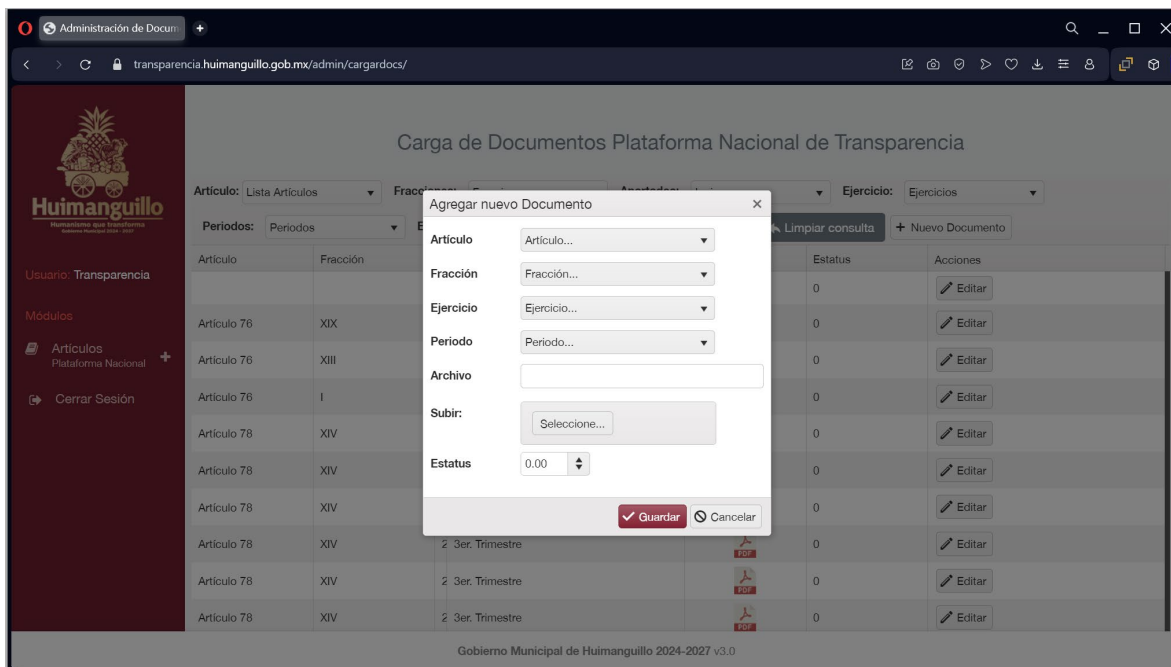 Administración de Docum
transparencia.huimanguillo.gob.mx/admin/cargardocs/
Huimanguillo
Humanismo que transforma
Gobierno Municipal 2024 - 2027
Usuario: Transparencia
Módulos
Artículos
Plataforma Nacional
Cerrar Sesión
Carga de Documentos Plataforma Nacional de Transparencia
Artículo: Lista Artículos Ejercicio: Ejercicios
Periodos: Periodos Limpiar consulta + Nuevo Documento
Artículo Fracción Estatus Acciones
0 Editar
Artículo 76 XIX 0 Editar
Artículo 76 XIII 0 Editar
Artículo 76 I 0 Editar
Artículo 78 XIV 0 Editar
Artículo 78 XIV 0 Editar
Artículo 78 XIV 0 Editar
Artículo 78 XIV 2 3er. Trimestre PDF 0 Editar
Artículo 78 XIV 2 3er. Trimestre PDF 0 Editar
Artículo 78 XIV 2 3er. Trimestre PDF 0 Editar
Agregar nuevo Documento
Artículo Artículo...
Fracción Fracción...
Ejercicio Ejercicio...
Periodo Periodo...
Archivo
Subir: Seleccione...
Estatus 0.00
Guardar Cancelar
Gobierno Municipal de Huimanguillo 2024-2027 v3.0